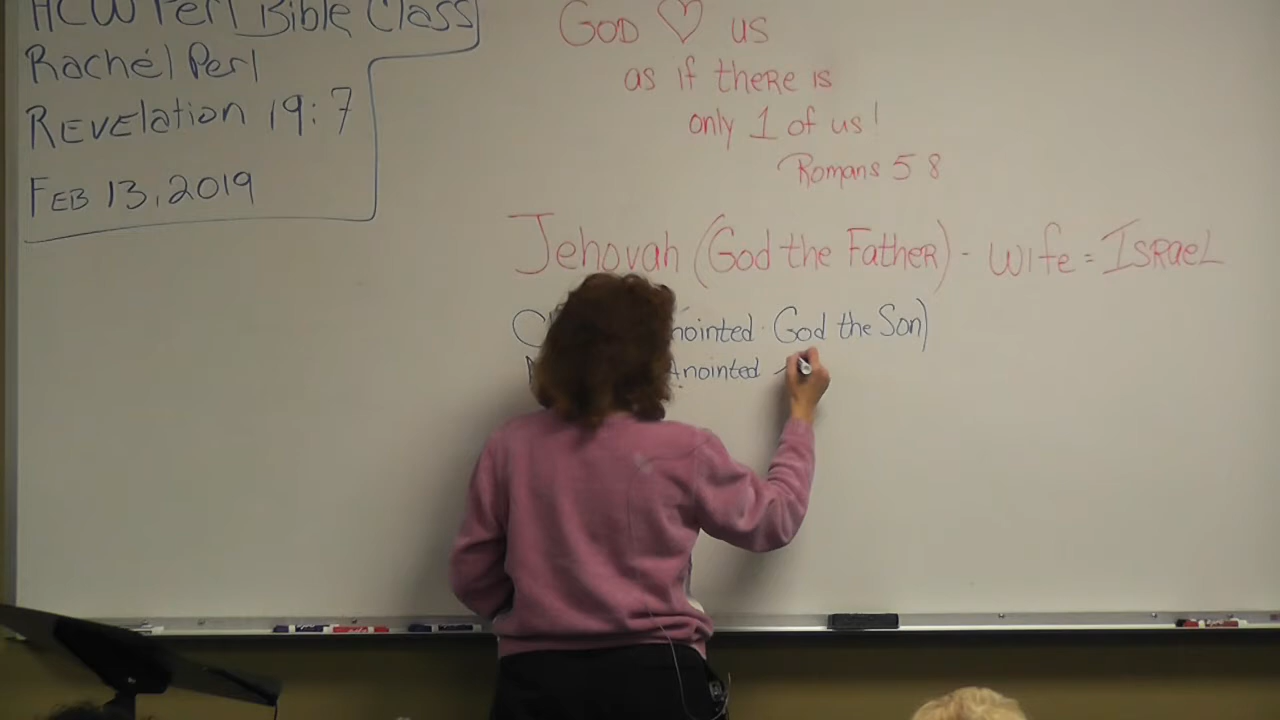 HCW Perl Bible Class
Rachel Perl
Revelation 19:7
Feb 13, 2019
God ♡ us
as if there is
only 1 of us!
Romans 5 8
Jehovah (God the Father) - wife = Israel
God the Son)
Anointed